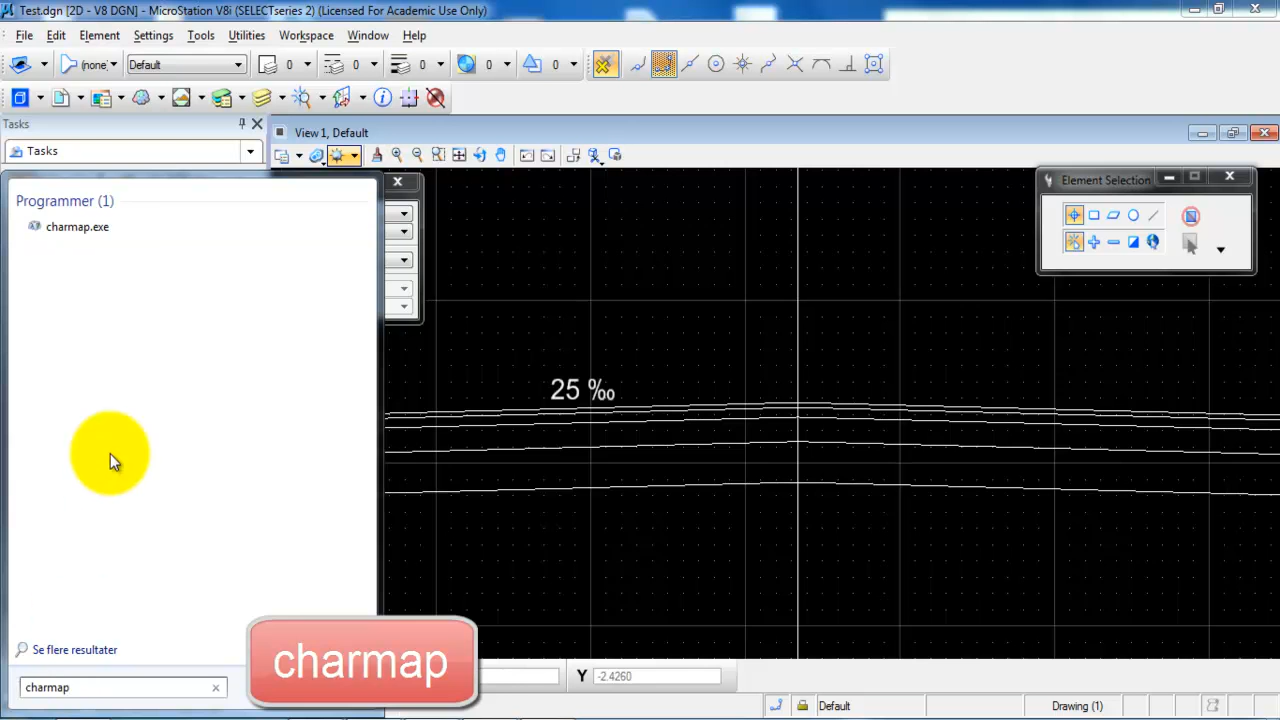 Test.dgn [2D - V8 DGN] - MicroStation V8i (SELECTseries 2) (Licensed For Academic Use Only)
File Edit Element Settings Tools Utilities Workspace Window Help
(none) Default 0 0 0 0 0
Tasks
View 1, Default
Tasks
Element Selection
Programmer (1)
charmap.exe
25 ‰
Se flere resultater
charmap
charmap
Y -2.4260
Default
Drawing (1)